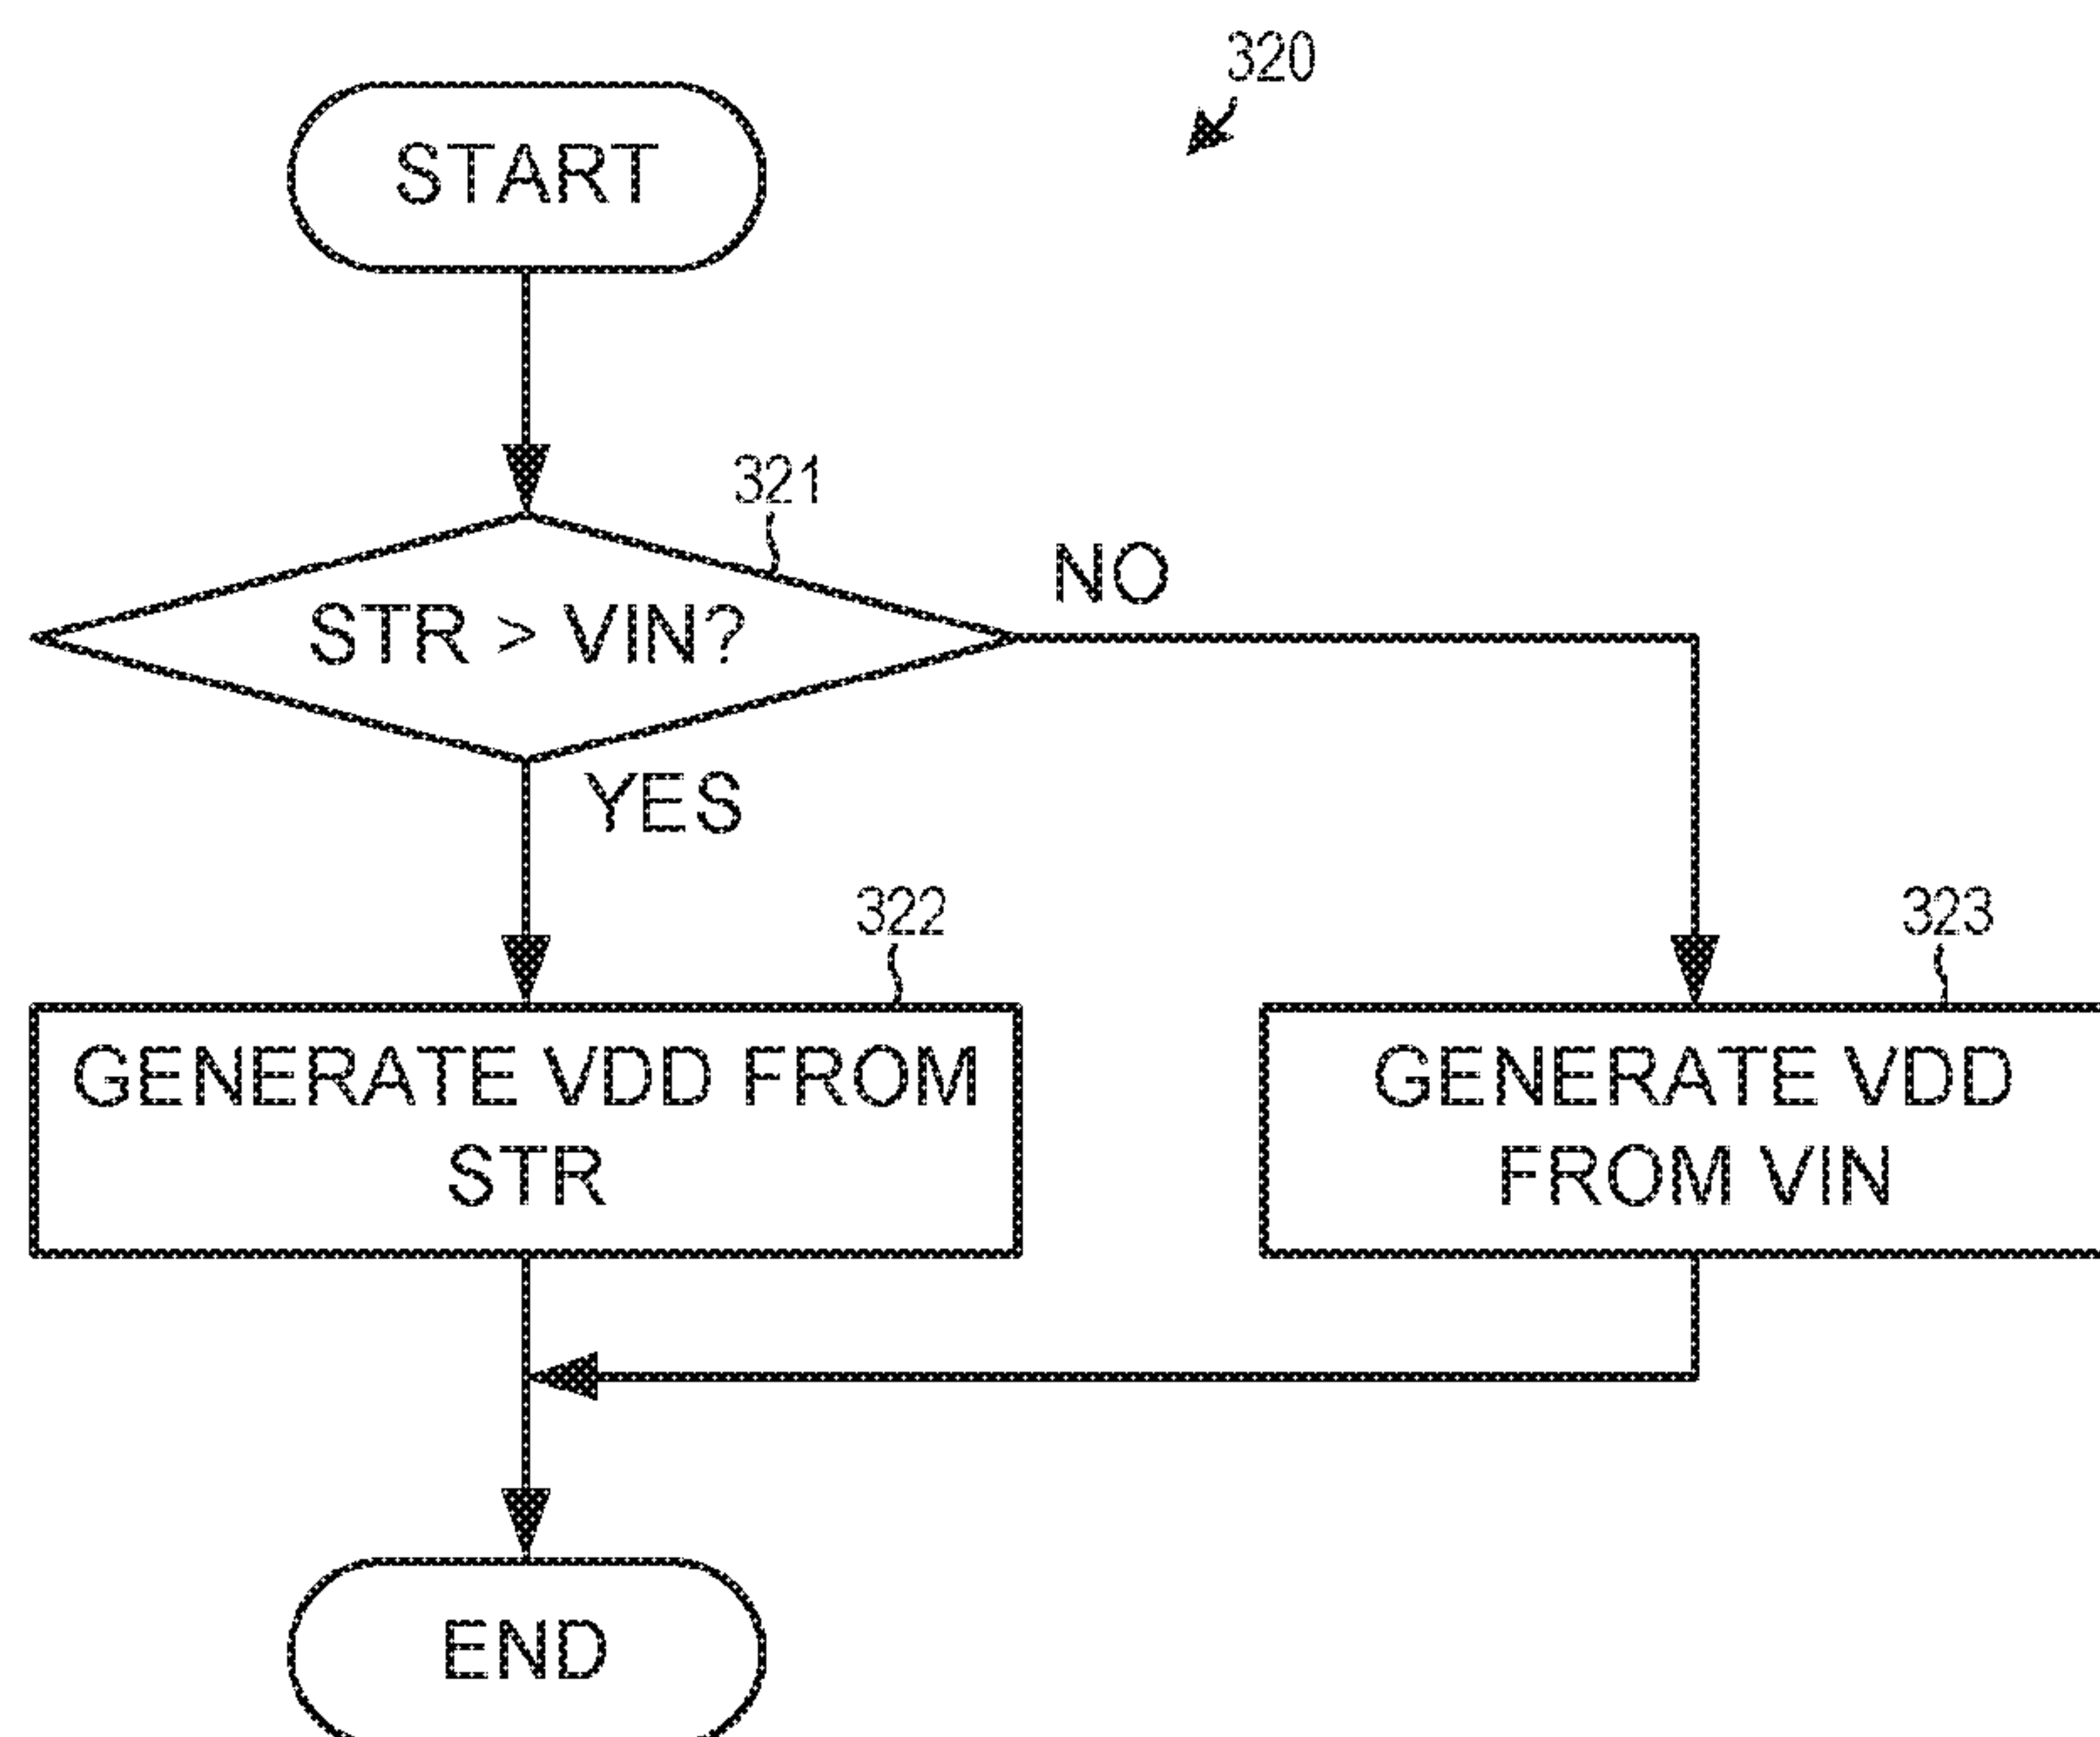 320
START
321
STR > VIN?
NO
YES
322
323
GENERATE VDD FROM
STR
GENERATE VDD
FROM VIN
END